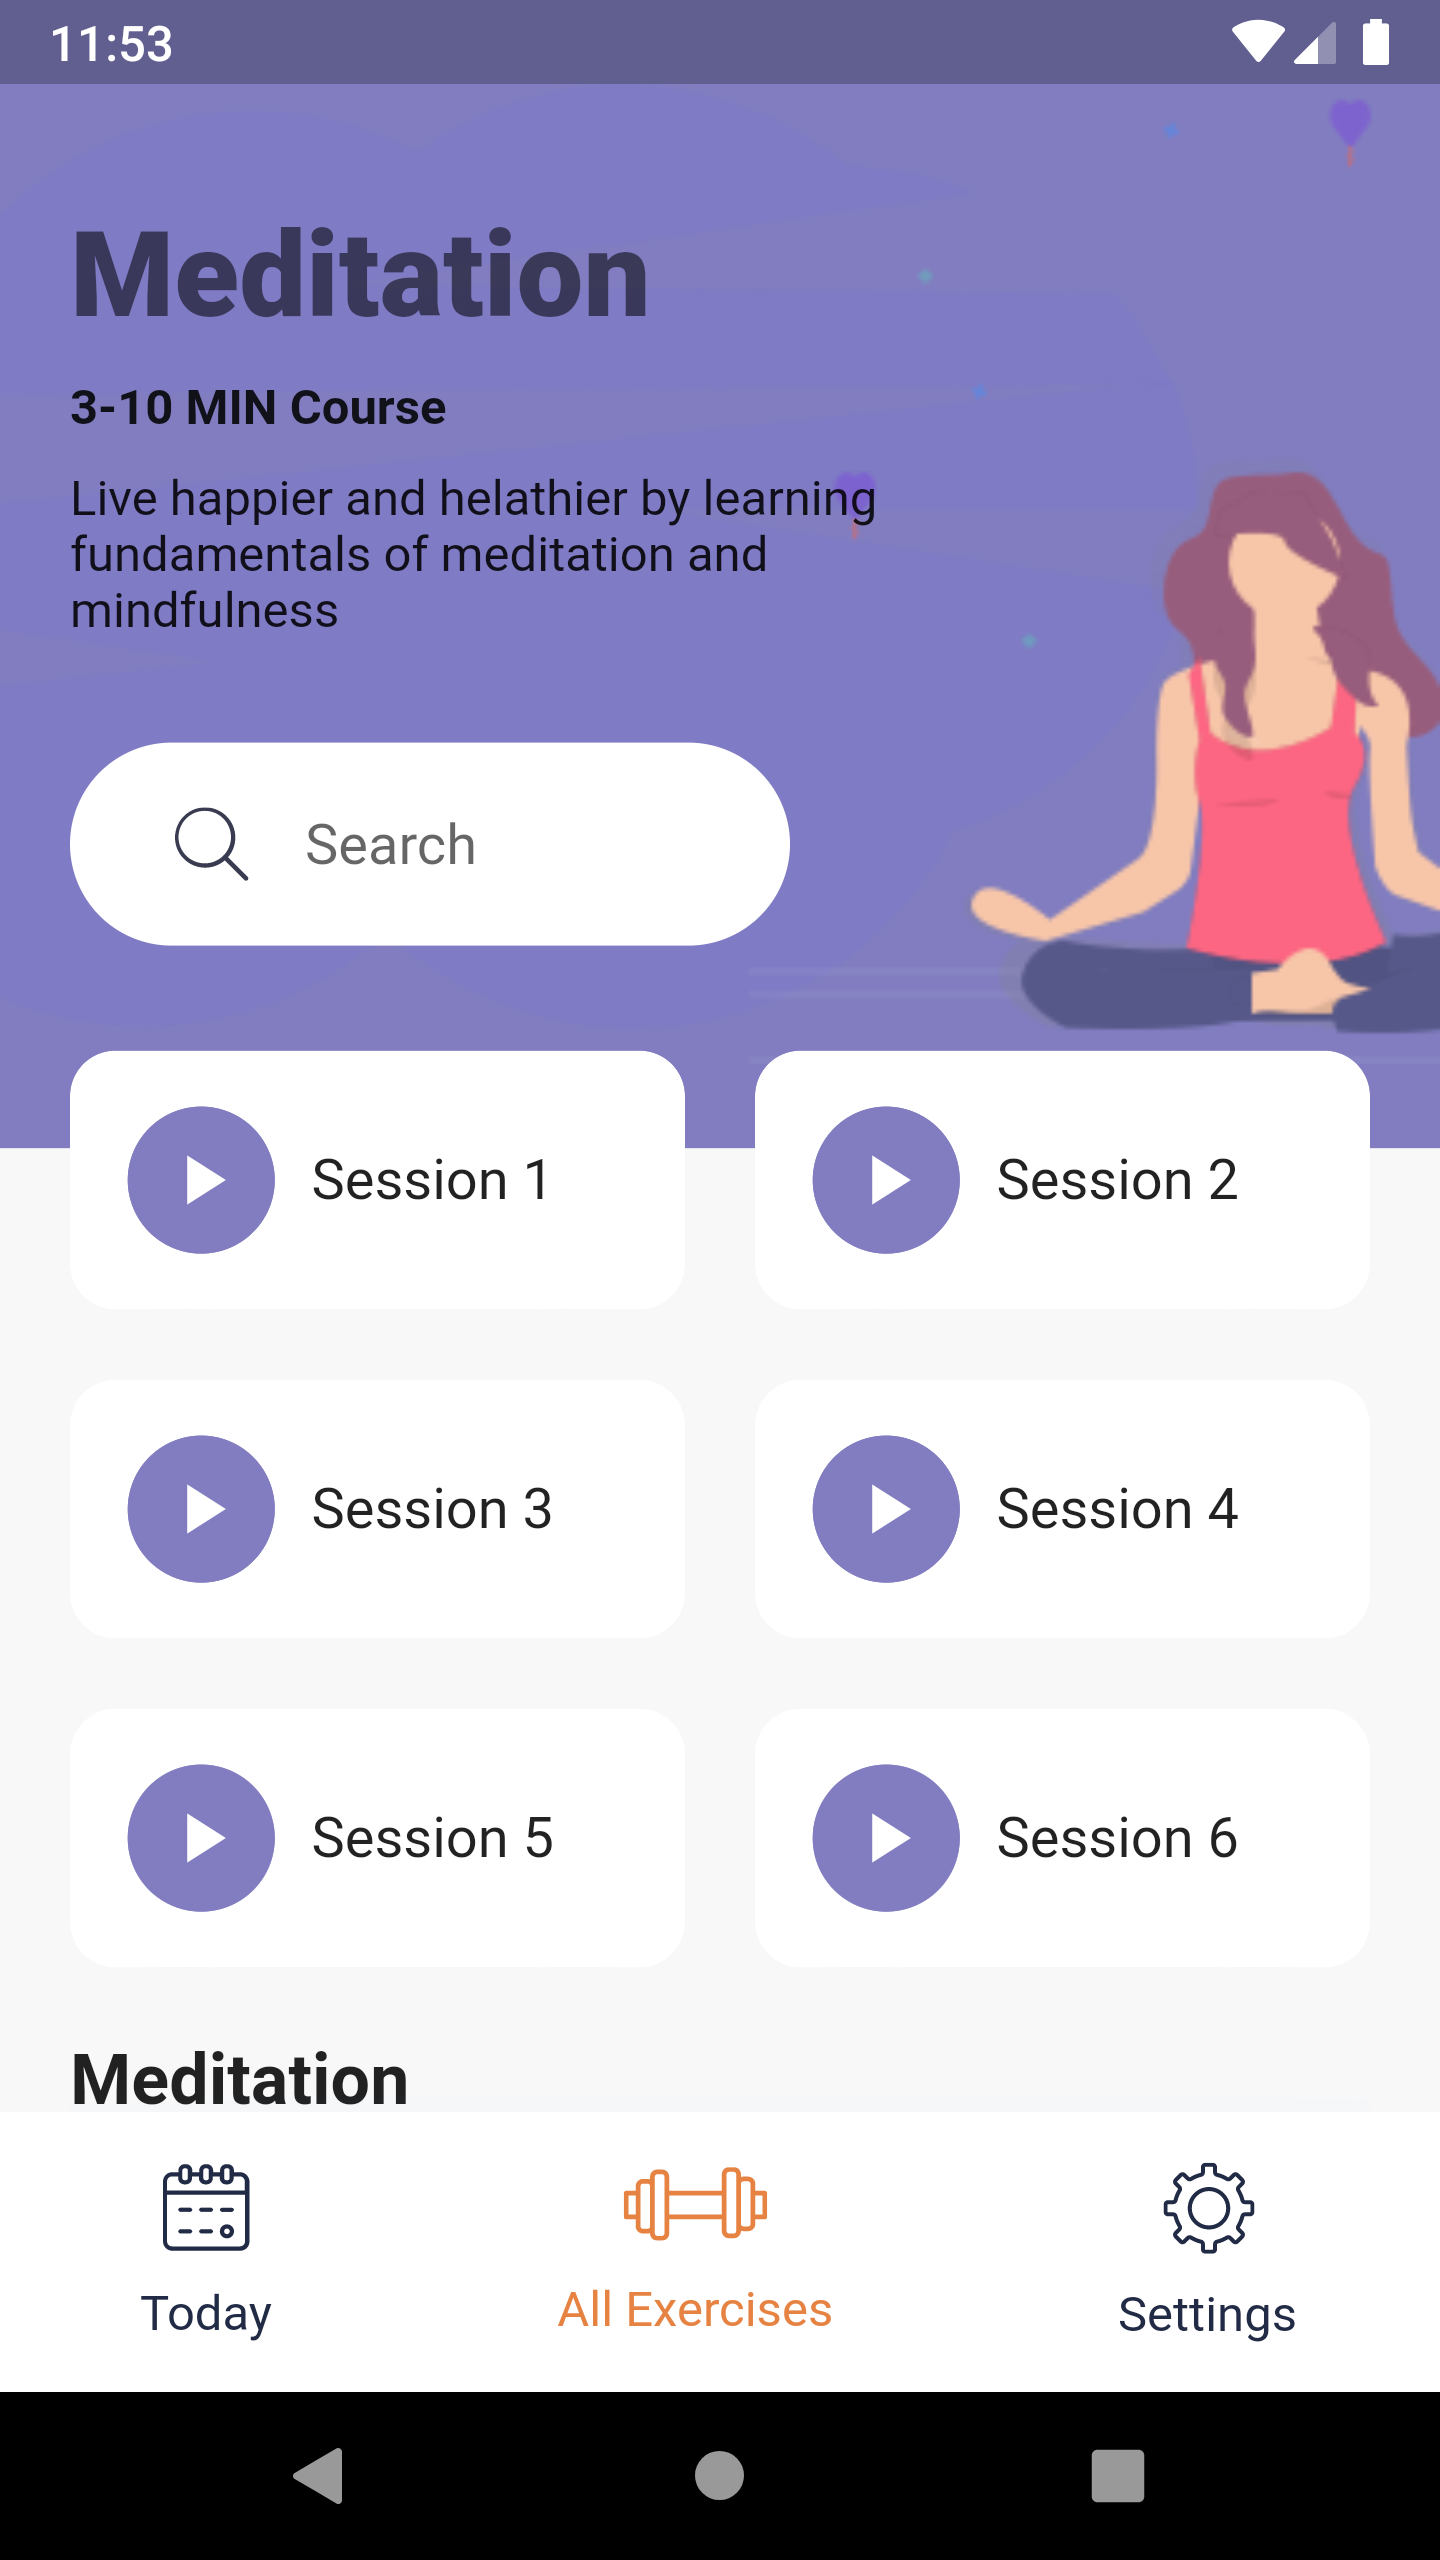 11:53
Meditation
3-10 MIN Course
Live happier and helathier by learning
fundamentals of meditation and
mindfulness
Search
Session 1
Session 2
Session 3
Session 4
Session 5
Session 6
Meditation
Today
All Exercises
Settings